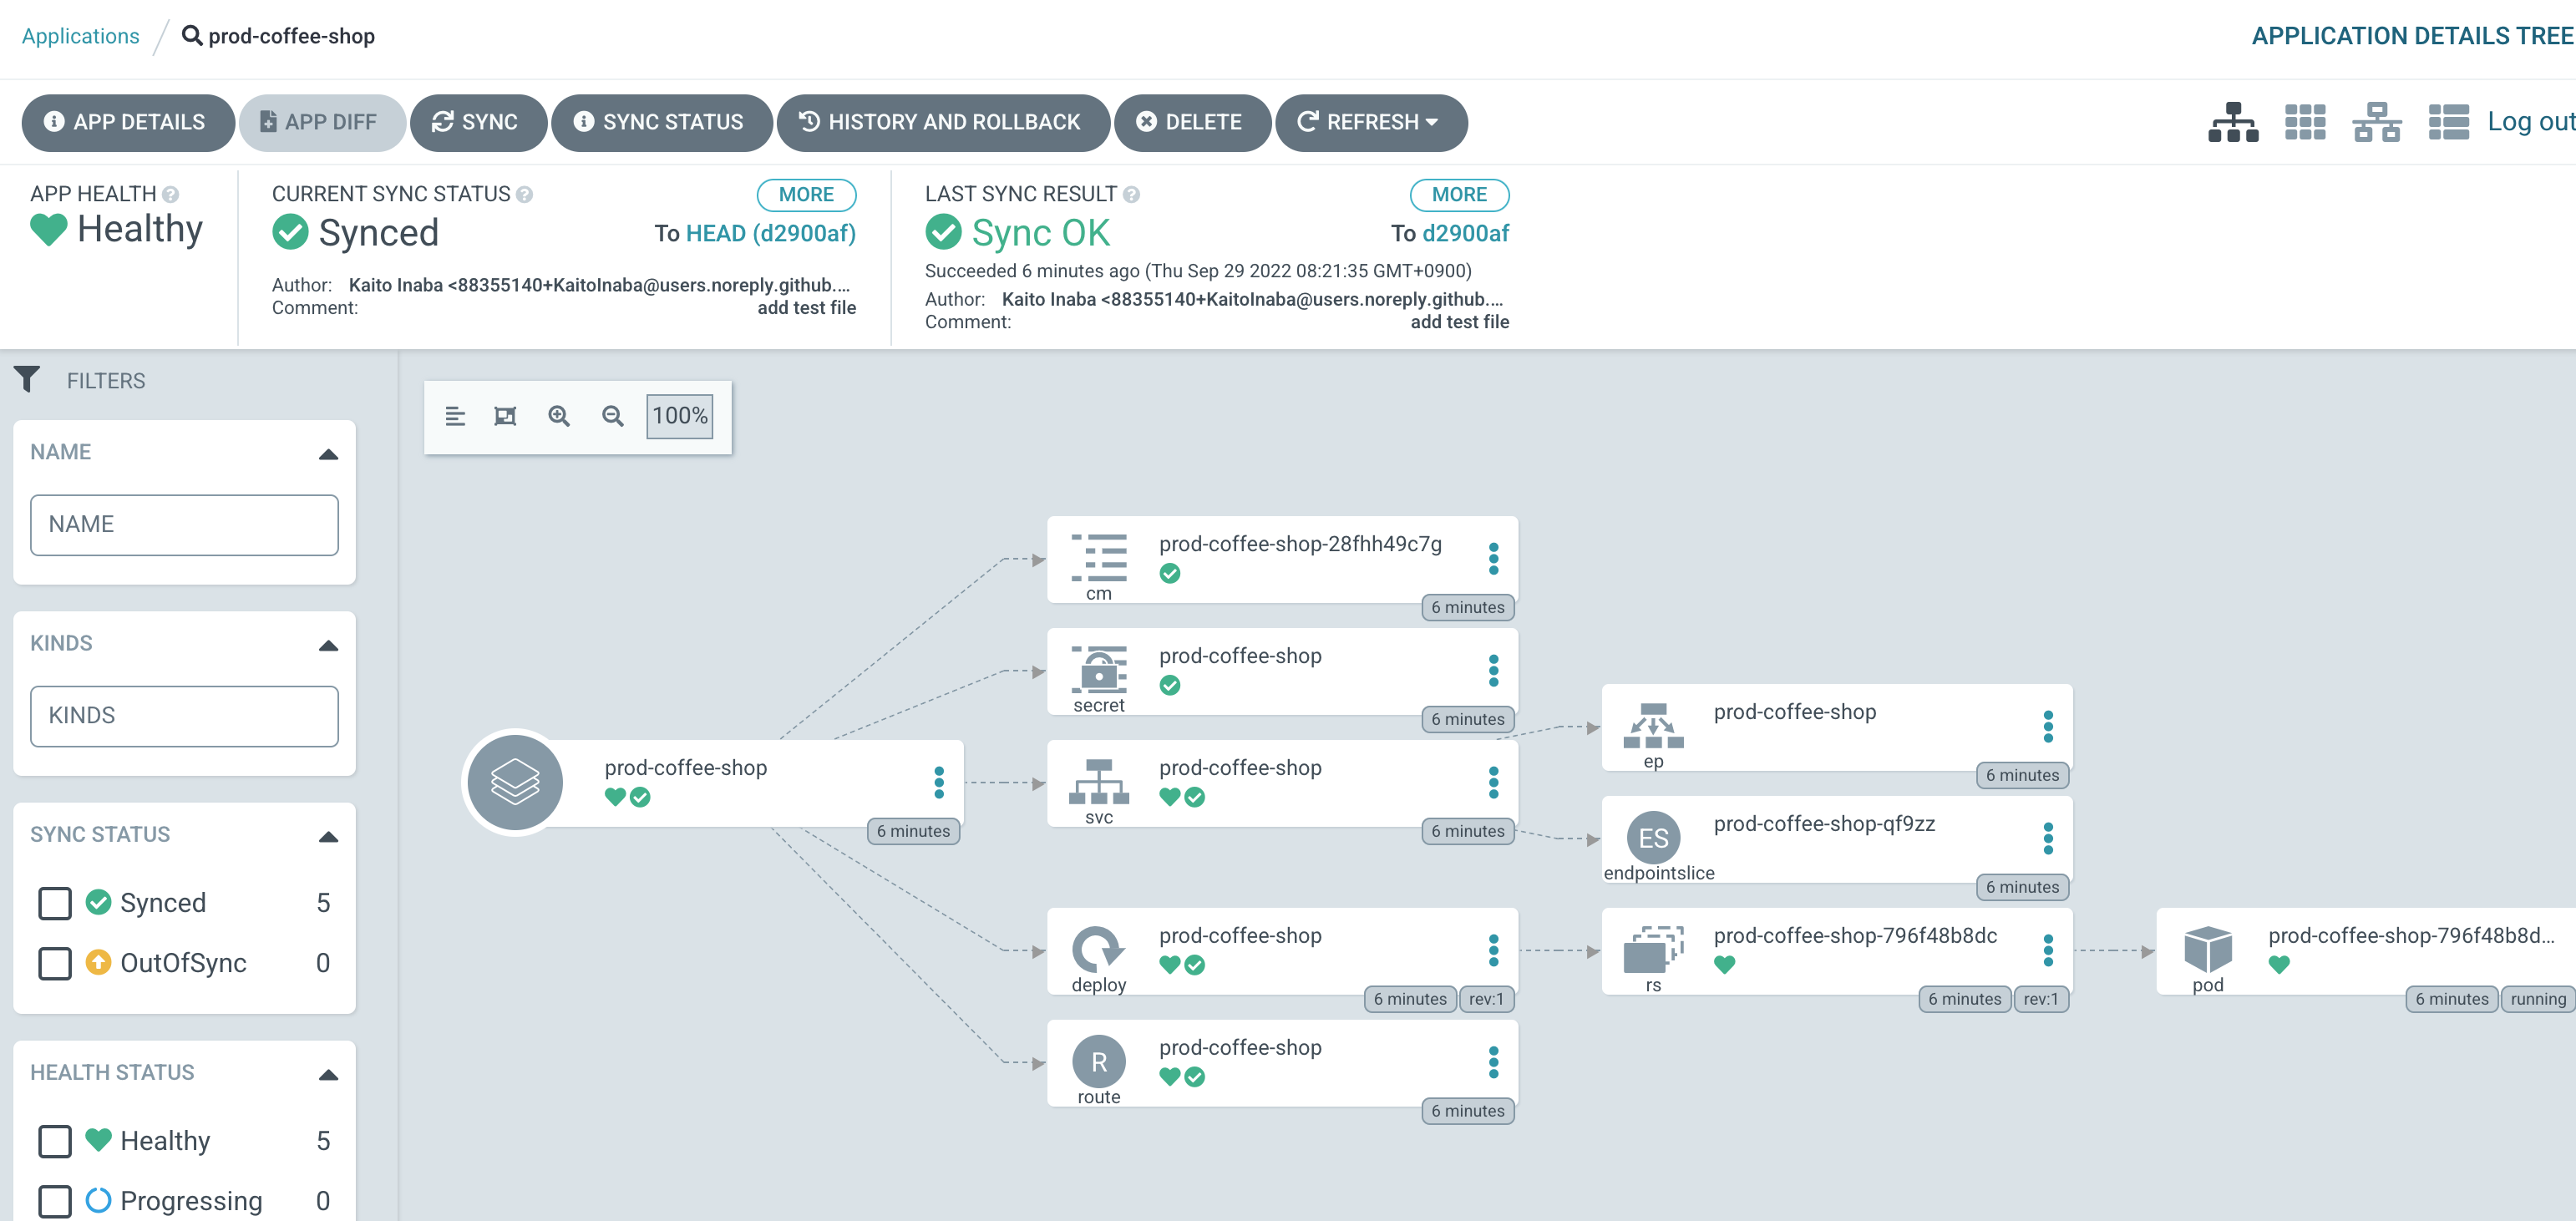 Applications / prod-coffee-shop
APPLICATION DETAILS TREE
APP DETAILS
APP DIFF
SYNC
SYNC STATUS
HISTORY AND ROLLBACK
DELETE
REFRESH
Log out
APP HEALTH
Healthy
CURRENT SYNC STATUS
MORE
Synced
To HEAD (d2900af)
Author: Kaito Inaba <88355140+KaitoInaba@users.noreply.github....
Comment: add test file
LAST SYNC RESULT
MORE
Sync OK
To d2900af
Succeeded 6 minutes ago (Thu Sep 29 2022 08:21:35 GMT+0900)
Author: Kaito Inaba <88355140+KaitoInaba@users.noreply.github....
Comment: add test file
FILTERS
NAME
NAME
KINDS
KINDS
SYNC STATUS
Synced 5
OutOfSync 0
HEALTH STATUS
Healthy 5
Progressing 0
100%
prod-coffee-shop
6 minutes
prod-coffee-shop-28fhh49c7g
cm
6 minutes
prod-coffee-shop
secret
6 minutes
prod-coffee-shop
svc
6 minutes
prod-coffee-shop
deploy
6 minutes rev:1
R
prod-coffee-shop
route
6 minutes
prod-coffee-shop
ep
6 minutes
ES
prod-coffee-shop-qf9zz
endpointslice
6 minutes
prod-coffee-shop-796f48b8dc
rs
6 minutes rev:1
prod-coffee-shop-796f48b8d...
pod
6 minutes running